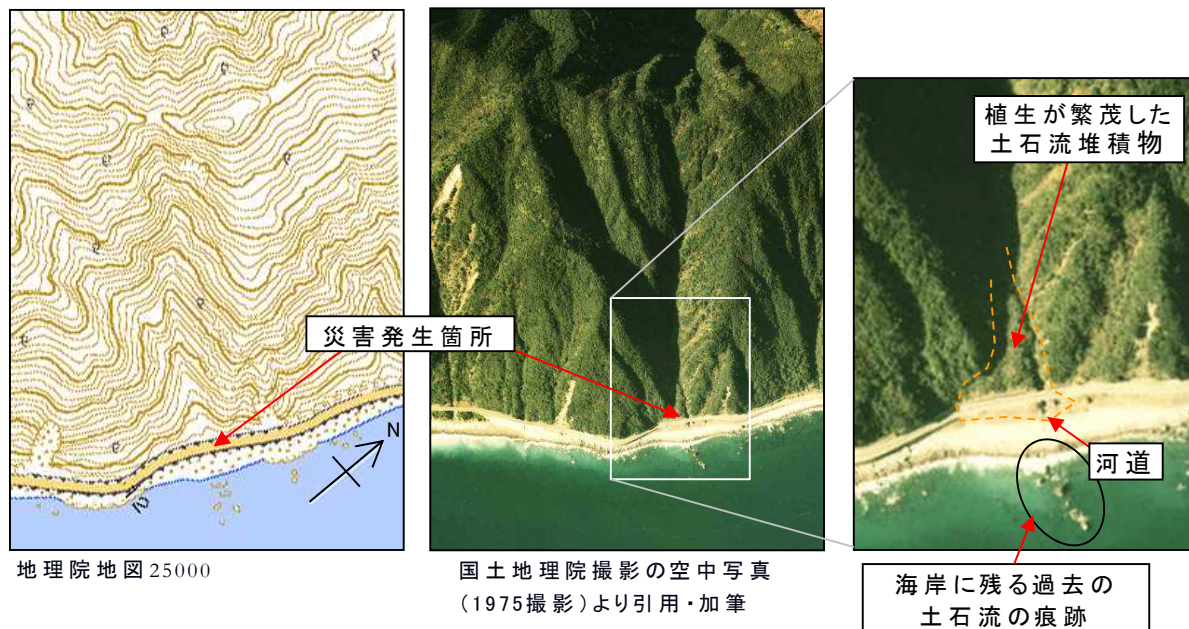 植生が繁茂した
土石流堆積物
災害発生箇所
N
河道
地理院地図25000
国土地理院撮影の空中写真
(1975撮影)より引用・加筆
海岸に残る過去の
土石流の痕跡